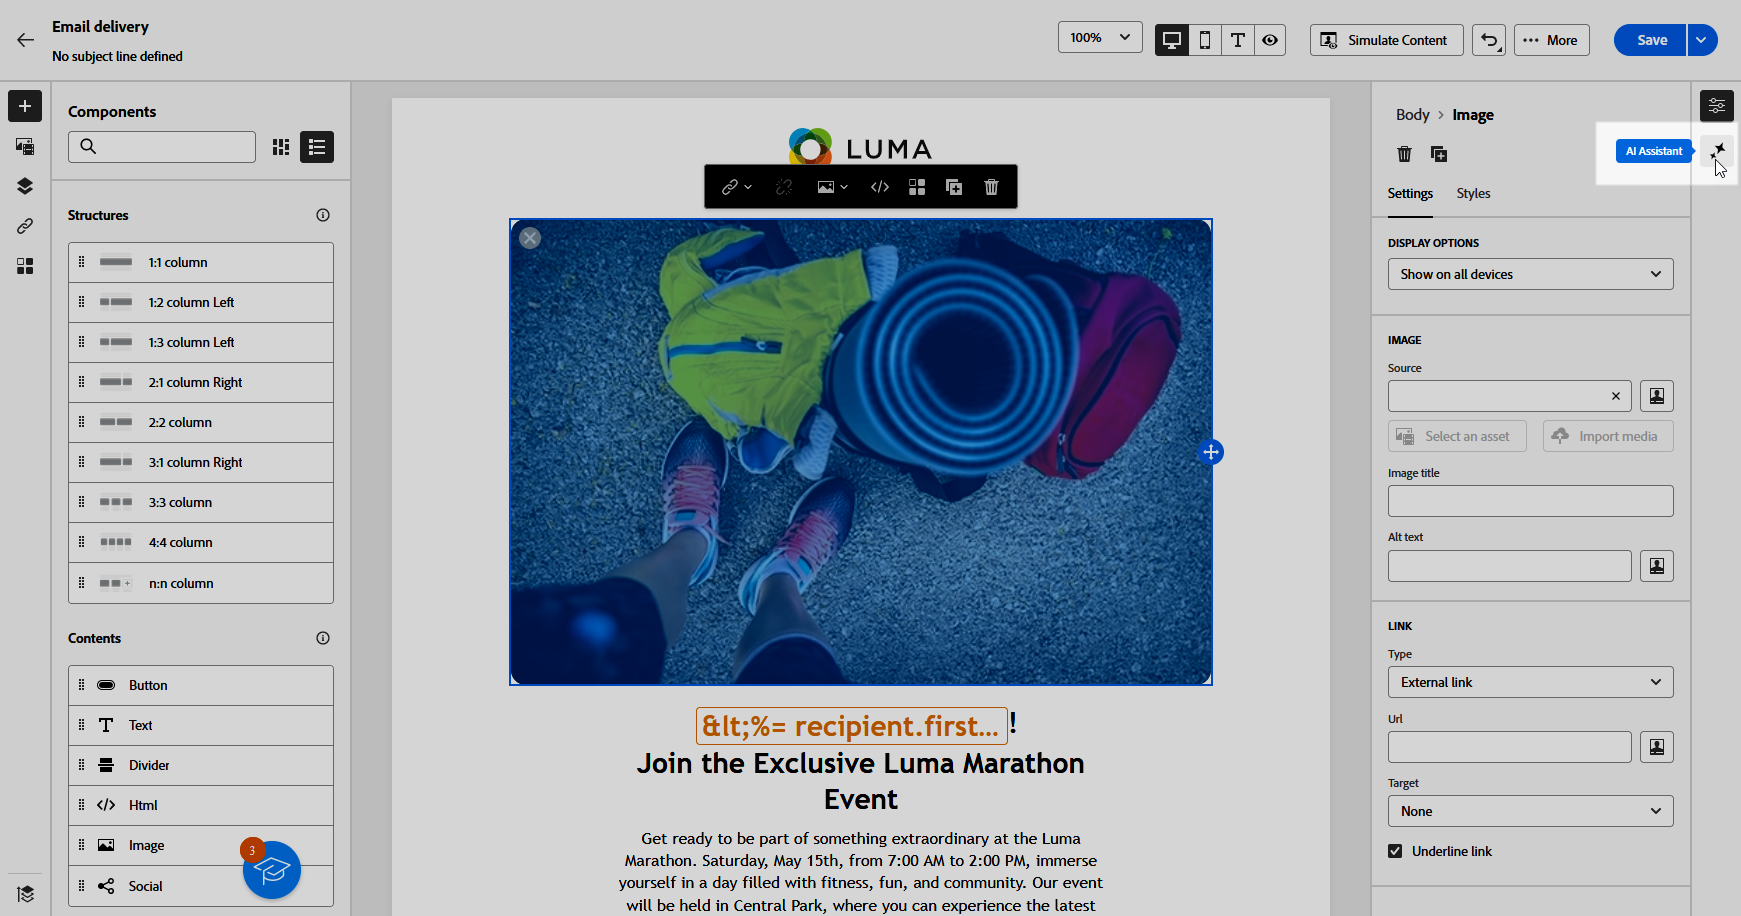 Email delivery
No subject line defined
100%
Simulate Content
More
Save
Components
Structures
1:1 column
1:2 column Left
1:3 column Left
2:1 column Right
2:2 column
3:1 column Right
3:3 column
4:4 column
n:n column
Contents
Button
Text
Divider
Html
Image
3
Social
LUMA
&lt;%= recipient.first... !
Join the Exclusive Luma Marathon
Event
Get ready to be part of something extraordinary at the Luma
Marathon. Saturday, May 15th, from 7:00 AM to 2:00 PM, immerse
yourself in a day filled with fitness, fun, and community. Our event
will be held in Central Park, where you can experience the latest
Body > Image
AI Assistant
Settings
Styles
DISPLAY OPTIONS
Show on all devices
IMAGE
Source
Select an asset
Import media
Image title
Alt text
LINK
Type
External link
Url
Target
None
Underline link